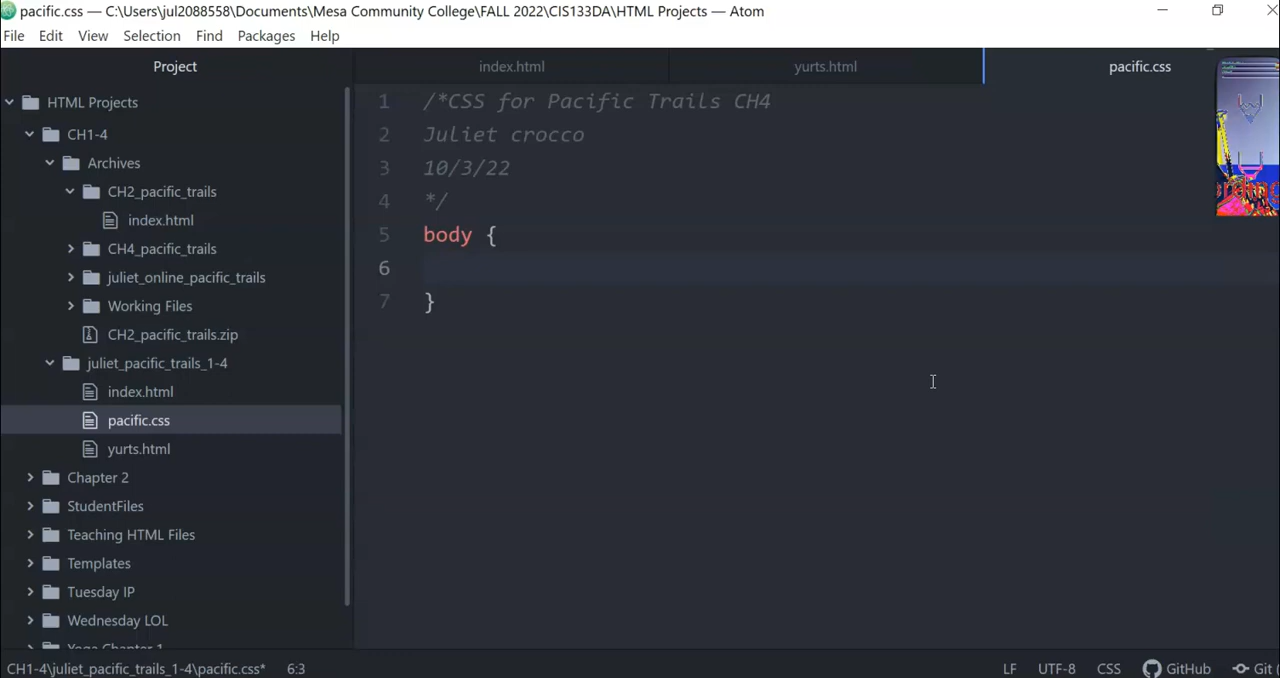 pacific.css — C:\Users\jul2088558\Documents\Mesa Community College\FALL 2022\CIS133DA\HTML Projects — Atom
File Edit View Selection Find Packages Help
Project
index.html
yurts.html
pacific.css
HTML Projects
CH1-4
Archives
CH2_pacific_trails
index.html
CH4_pacific_trails
juliet_online_pacific_trails
Working Files
CH2_pacific_trails.zip
juliet_pacific_trails_1-4
index.html
pacific.css
yurts.html
Chapter 2
StudentFiles
Teaching HTML Files
Templates
Tuesday IP
Wednesday LOL
Yoga Chapter 1
1 /*CSS for Pacific Trails CH4
2 Juliet crocco
3 10/3/22
4 */
5 body {
6
7 }
CH1-4\juliet_pacific_trails_1-4\pacific.css* 6:3 LF UTF-8 CSS GitHub Git (